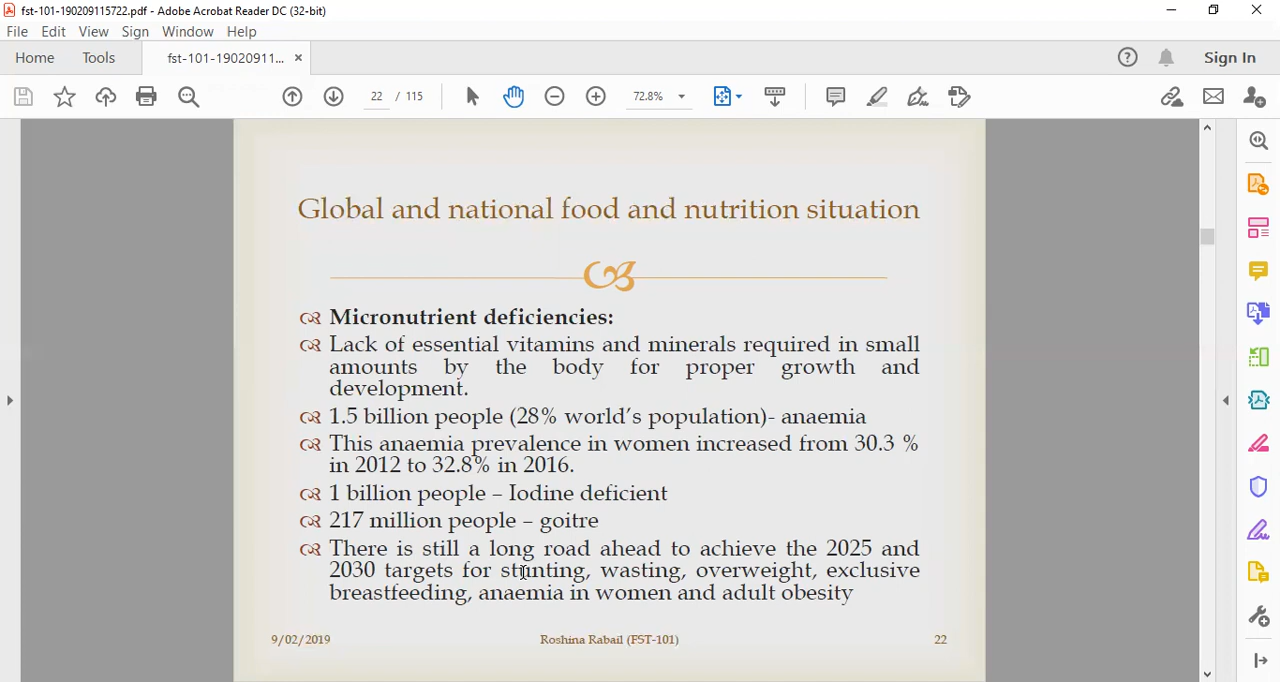 fst-101-190209115722.pdf - Adobe Acrobat Reader DC (32-bit)
File Edit View Sign Window Help
Home Tools fst-101-19020911... × Sign In
22 / 115 72.8%
Global and national food and nutrition situation
Micronutrient deficiencies:
Lack of essential vitamins and minerals required in small
amounts by the body for proper growth and
development.
1.5 billion people (28% world's population)- anaemia
This anaemia prevalence in women increased from 30.3 %
in 2012 to 32.8% in 2016.
1 billion people – Iodine deficient
217 million people – goitre
There is still a long road ahead to achieve the 2025 and
2030 targets for stunting, wasting, overweight, exclusive
breastfeeding, anaemia in women and adult obesity
9/02/2019 Roshina Rabail (FST-101) 22